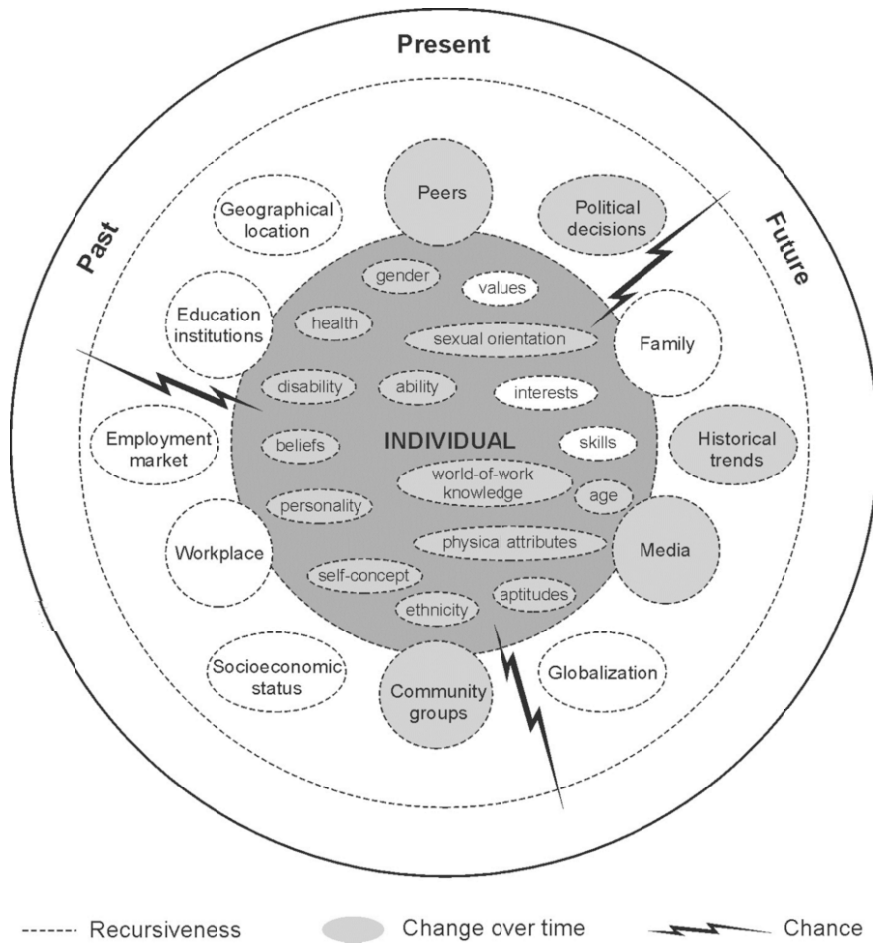 Present
Past
Future
Peers
Geographical
location
Political
decisions
gender
values
Education
institutions
health
sexual orientation
Family
disability
ability
interests
Employment
market
beliefs
INDIVIDUAL
skills
Historical
trends
world-of-work
knowledge
age
personality
Workplace
physical attributes
Media
self-concept
ethnicity
aptitudes
Socioeconomic
status
Community
groups
Globalization
Recursiveness
Change over time
Chance